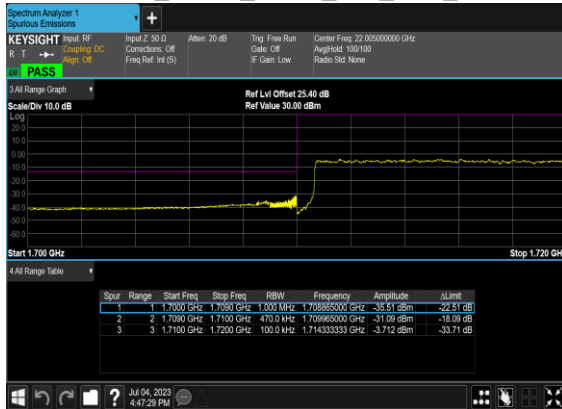 Spectrum Analyzer 1
Spurious Emissions
+
KEYSIGHT Input: RF Input Z: 50 Ω Atten: 20 dB Trig: Free Run Center Freq: 22.005000000 GHz
R T Coupling: DC Corrections: Off Gate: Off Avg|Hold: 100/100
Align: Off Freq Ref: Int (S) IF Gain: Low Radio Std: None
PASS
3 All Range Graph
Ref Lvl Offset 25.40 dB
Scale/Div 10.0 dB Ref Value 30.00 dBm
Log
20.0
10.0
0.00
-10.0
-20.0
-30.0
-40.0
-50.0
-60.0
Start 1.700 GHz Stop 1.720 GH
4 All Range Table
Spur Range Start Freq Stop Freq RBW Frequency Amplitude ΔLimit
1 1 1.7000 GHz 1.7090 GHz 1.000 MHz 1.708865000 GHz -35.51 dBm -22.51 dB
2 2 1.7090 GHz 1.7100 GHz 470.0 kHz 1.709965000 GHz -31.09 dBm -18.09 dB
3 3 1.7100 GHz 1.7200 GHz 100.0 kHz 1.714333333 GHz -3.712 dBm -33.71 dB
? Jul 04, 2023
4:47:29 PM